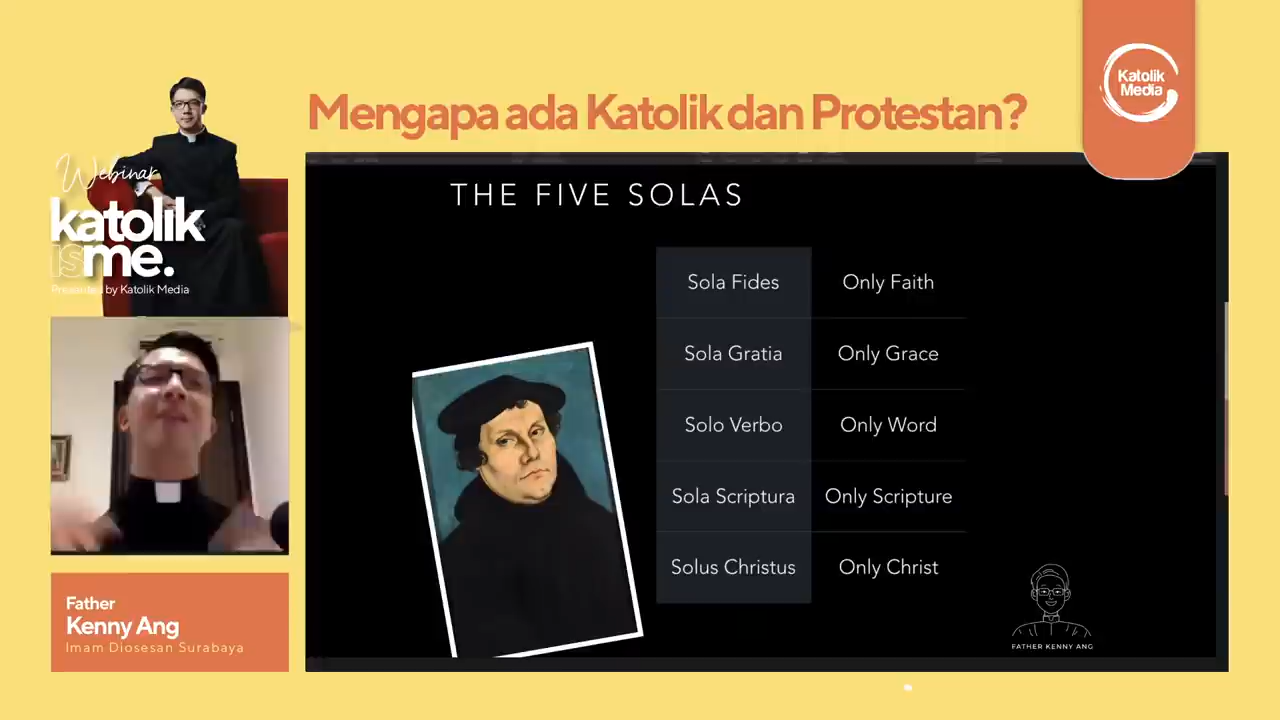 Mengapa ada Katolik dan Protestan?
Katolik
Media
Webinar
katolik
isme.
Presented by Katolik Media
THE FIVE SOLAS
Sola Fides Only Faith
Sola Gratia Only Grace
Solo Verbo Only Word
Sola Scriptura Only Scripture
Solus Christus Only Christ
FATHER KENNY ANG
Father
Kenny Ang
Imam Diosesan Surabaya